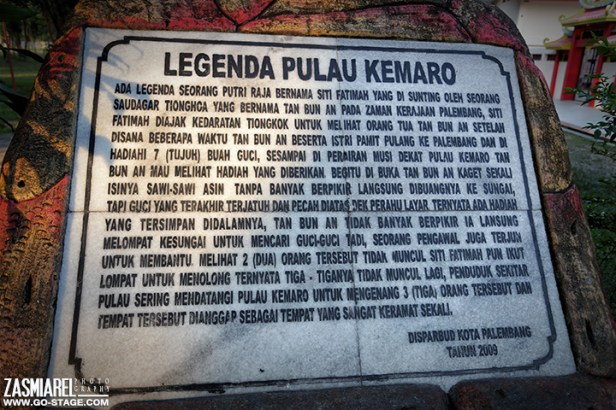 LEGENDA PULAU KEMARO
ADA LEGENDA SEORANG PUTRI RAJA BERNAMA SITI FATIMAH YANG DI SUNTING OLEH SEORANG
SAUDAGAR TIONGHOA YANG BERNAMA TAN BUN AN PADA ZAMAN KERAJAAN PALEMBANG, SITI
FATIMAH DIAJAK KEDARATAN TIONGKOK UNTUK MELIHAT ORANG TUA TAN BUN AN SETELAH
DISANA BEBERAPA WAKTU TAN BUN AN BESERTA ISTRI PAMIT PULANG KE PALEMBANG DAN DI
HADIAHI 7 (TUJUH) BUAH GUCI, SESAMPAI DI PERAIRAN MUSI DEKAT PULAU KEMARO TAN
BUN AN MAU MELIHAT HADIAH YANG DIBERIKAN. BEGITU DI BUKA TAN BUN AN KAGET SEKALI
ISINYA SAWI-SAWI ASIN TANPA BANYAK BERPIKIR LANGSUNG DIBUANGNYA KE SUNGAI,
TAPI GUCI YANG TERAKHIR TERJATUH DAN PECAH DIATAS DEK PERAHU LAYAR TERNYATA ADA HADIAH
YANG TERSIMPAN DIDALAMNYA, TAN BUN AN TIDAK BANYAK BERPIKIR IA LANSUNG
MELOMPAT KESUNGAI UNTUK MENCARI GUCI-GUCI TADI, SEORANG PENGAWAL JUGA TERJUN
UNTUK MEMBANTU. MELIHAT 2 (DUA) ORANG TERSEBUT TIDAK MUNCUL SITI FATIMAH PUN IKUT
LOMPAT UNTUK MENOLONG TERNYATA TIGA - TIGANYA TIDAK MUNCUL LAGI, PENDUDUK SEKITAR
PULAU SERING MENDATANGI PULAU KEMARO UNTUK MENGENANG 3 (TIGA) ORANG TERSEBUT DAN
TEMPAT TERSEBUT DIANGGAP SEBAGAI TEMPAT YANG SANGAT KERAMAT SEKALI.
DISPARBUD KOTA PALEMBANG
TAHUN 2009
ZASMIAREL PHOTOGRAPHY
WWW.GO-STAGE.COM